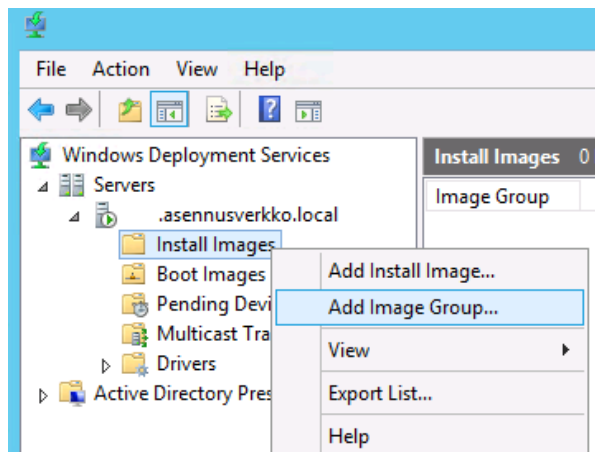 File Action View Help
Windows Deployment Services
Servers
.asennusverkko.local
Install Images
Boot Images
Pending Devi
Multicast Tra
Drivers
Active Directory Pres
Install Images 0
Image Group
Add Install Image...
Add Image Group...
View
Export List...
Help